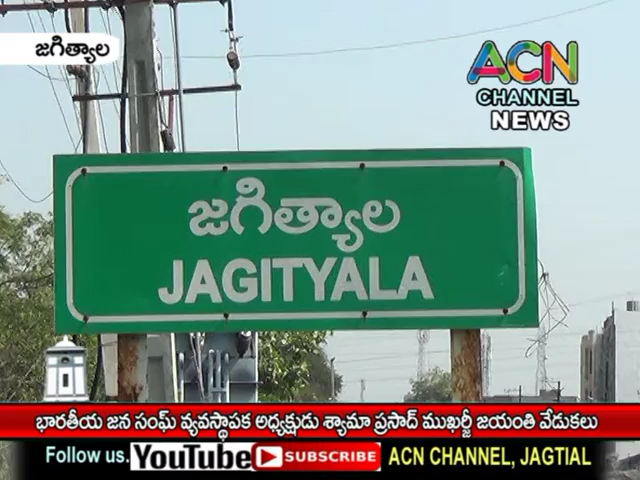 జగిత్యాల
ACN
CHANNEL
NEWS
జగిత్యాల
JAGITYALA
భారతీయ జన సంఘ్ వ్యవస్థాపక అధ్యక్షుడు శ్యామా ప్రసాద్ ముఖర్జీ జయంతి వేడుకలు
Follow us. YouTube SUBSCRIBE ACN CHANNEL, JAGTIAL